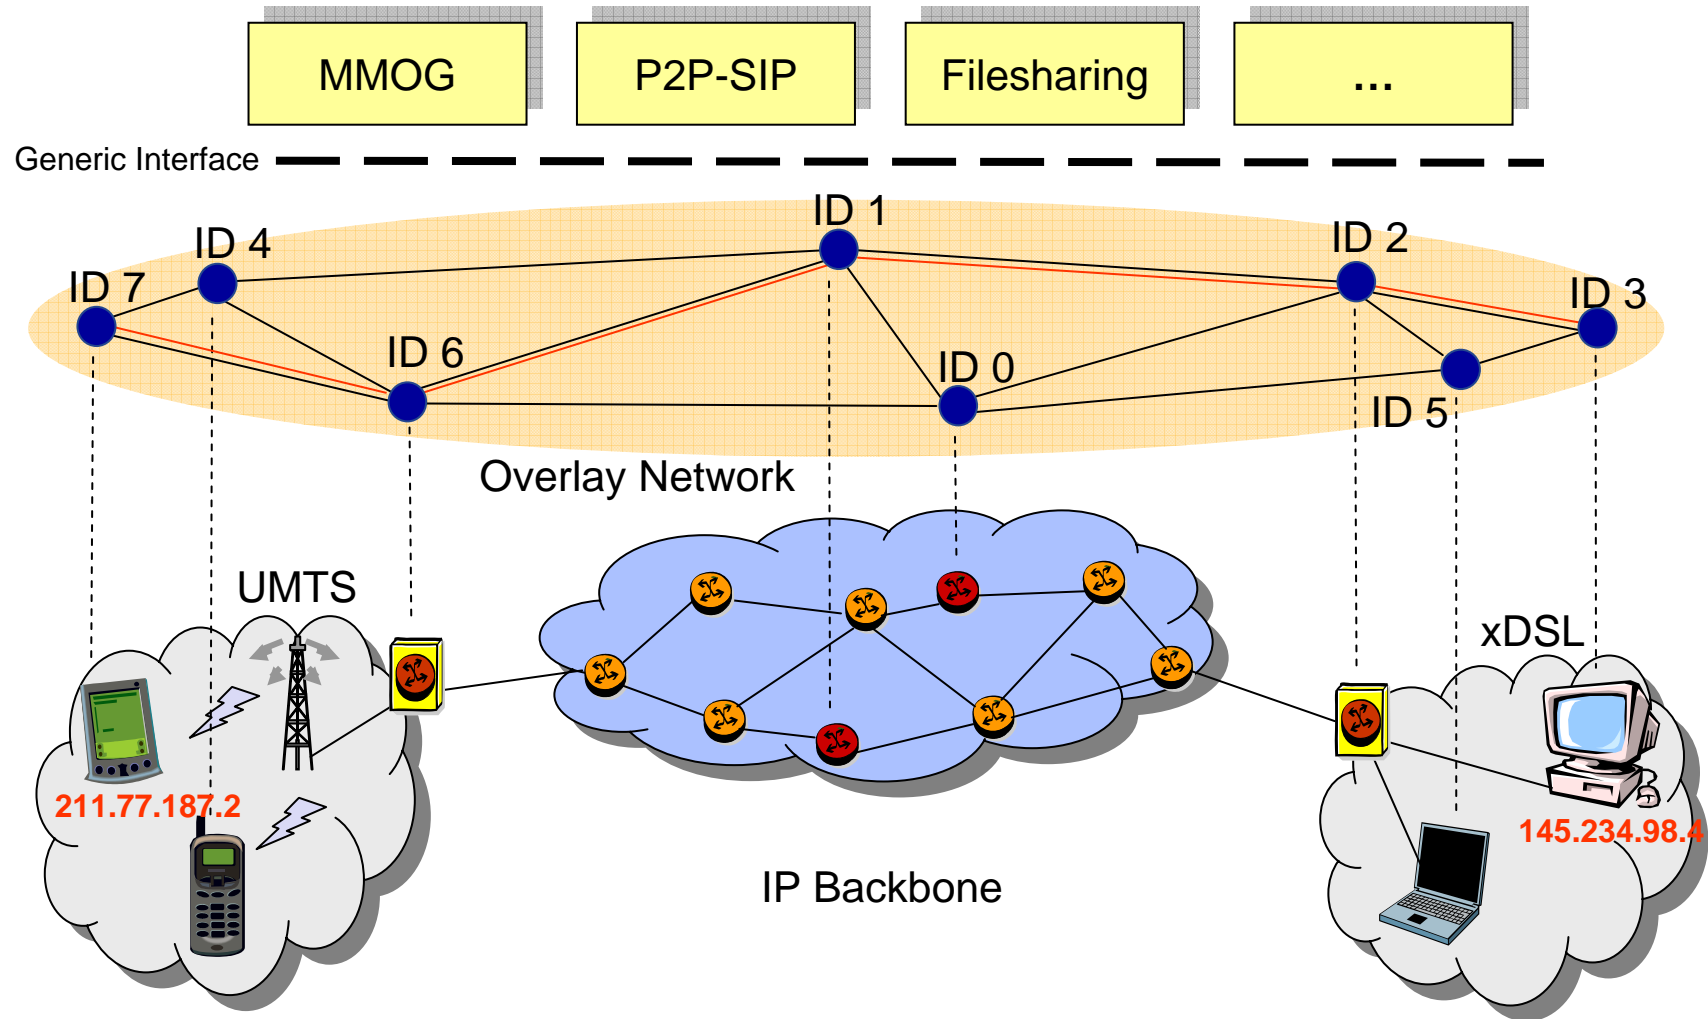 MMOG
P2P-SIP
Filesharing
...
Generic Interface
ID 1
ID 4
ID 2
ID 7
ID 3
ID 6
ID 0
ID 5
Overlay Network
UMTS
xDSL
211.77.187.2
145.234.98.4
IP Backbone